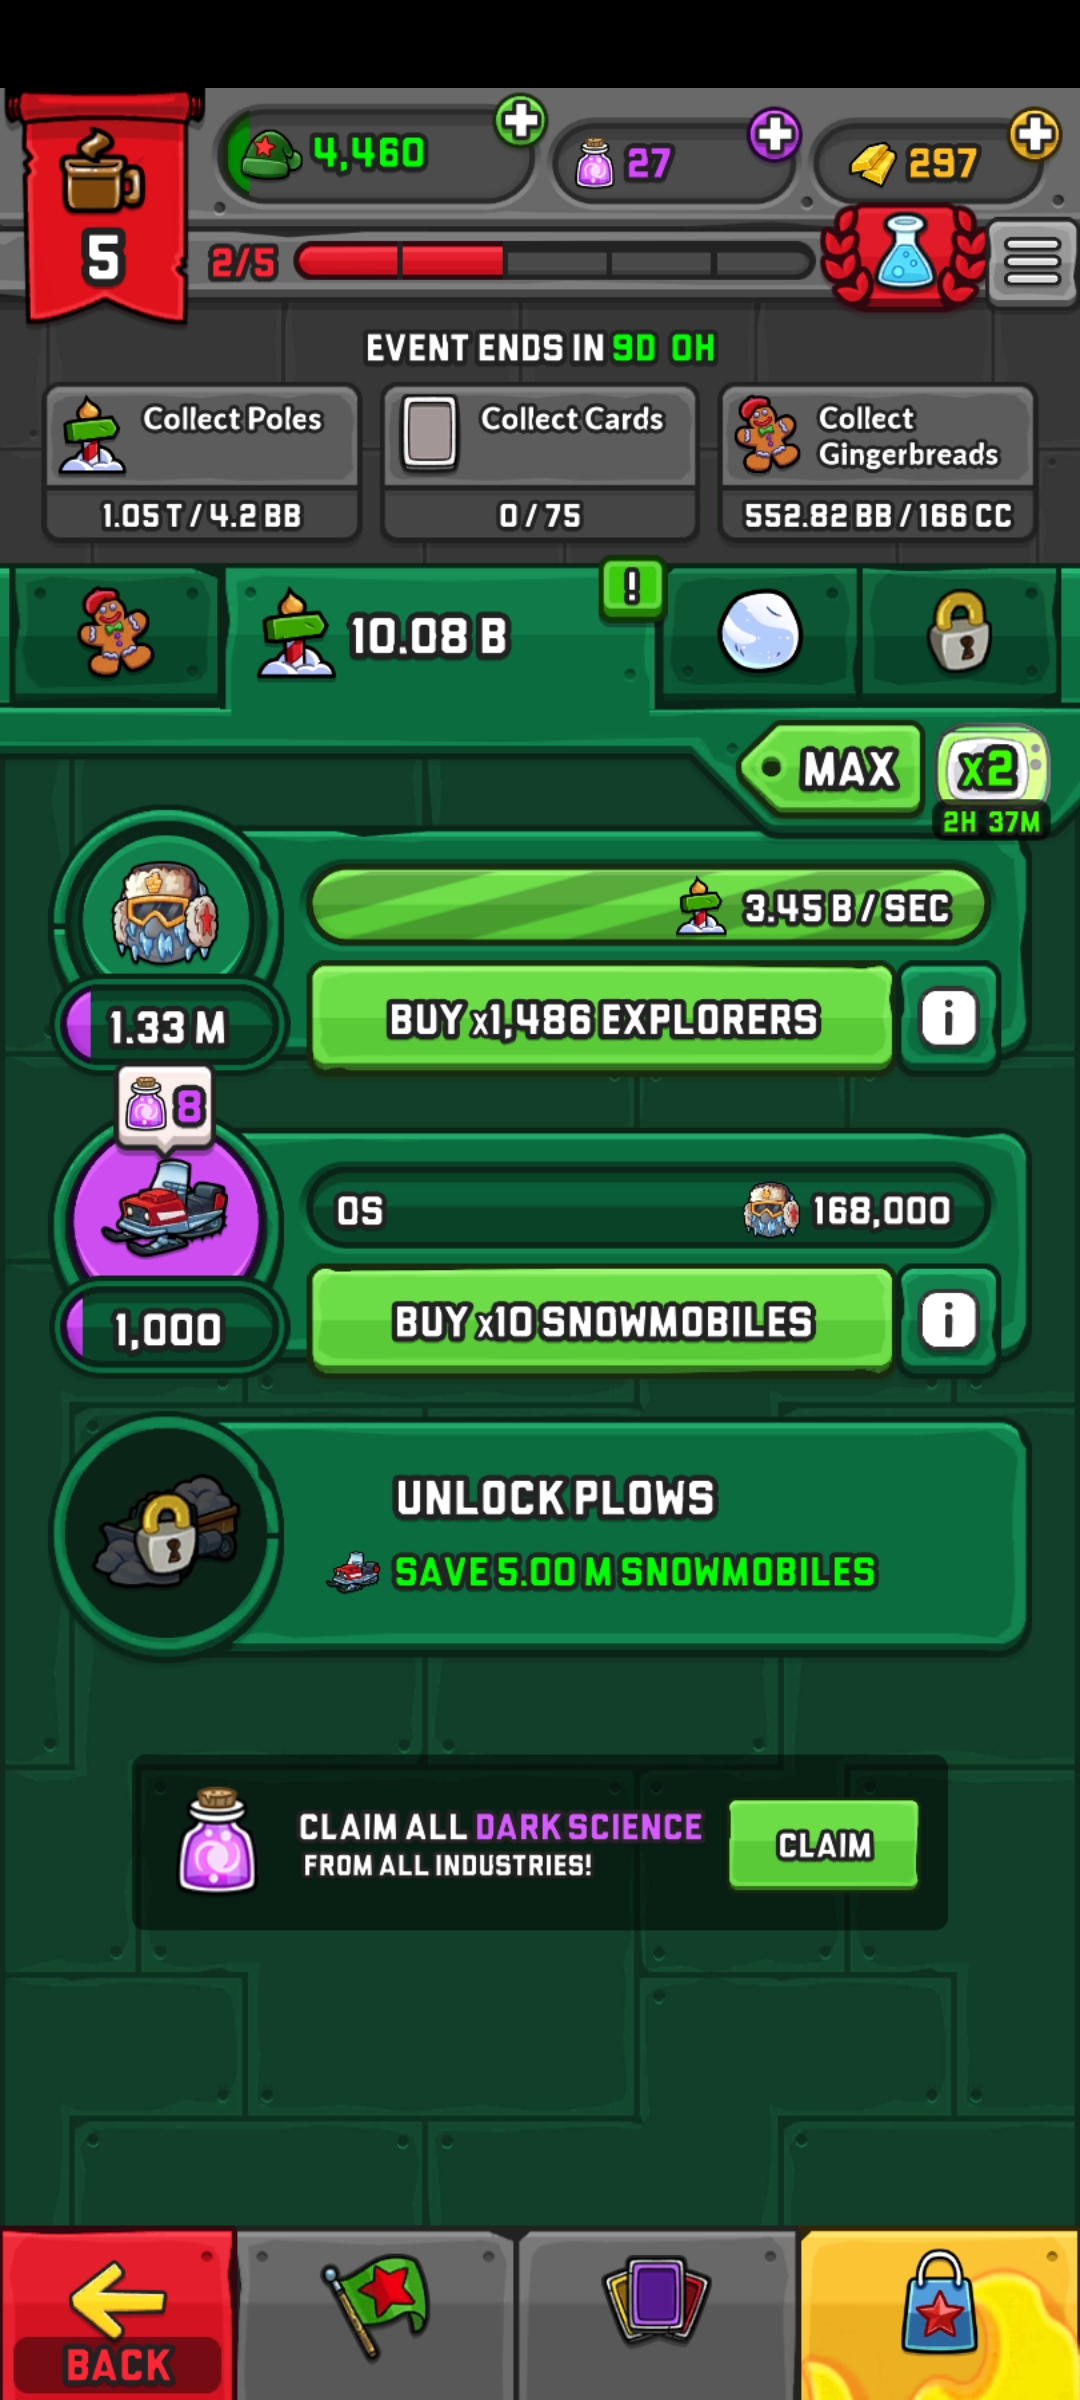 4,460
27
297
5
2/5
EVENT ENDS IN 9D 0H
Collect Poles
1.05 T / 4.2 BB
Collect Cards
0 / 75
Collect
Gingerbreads
552.82 BB / 166 CC
10.08 B
!
MAX
x2
2H 37M
3.45 B / SEC
1.33 M
BUY x1,486 EXPLORERS
i
8
0S
168,000
1,000
BUY x10 SNOWMOBILES
i
UNLOCK PLOWS
SAVE 5.00 M SNOWMOBILES
CLAIM ALL DARK SCIENCE
FROM ALL INDUSTRIES!
CLAIM
BACK